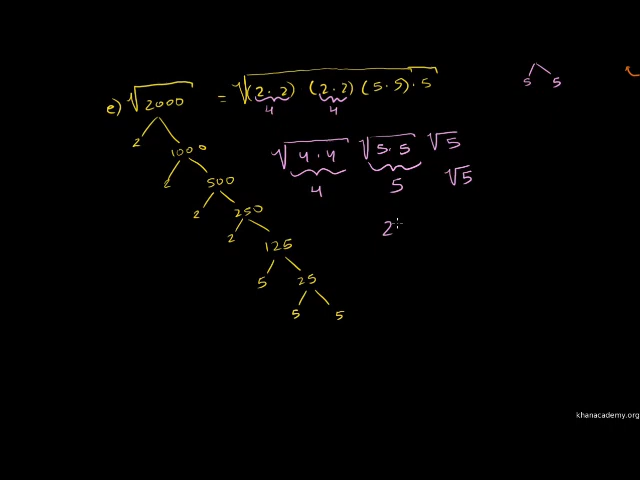 e) √2000 = √(2·2) (2·2) (5·5)·5
4 4
5 5
2 1000
√4·4 √5·5 √5
4 5 √5
2 500
2 250
2
2 125
5 25
5 5
khanacademy.org